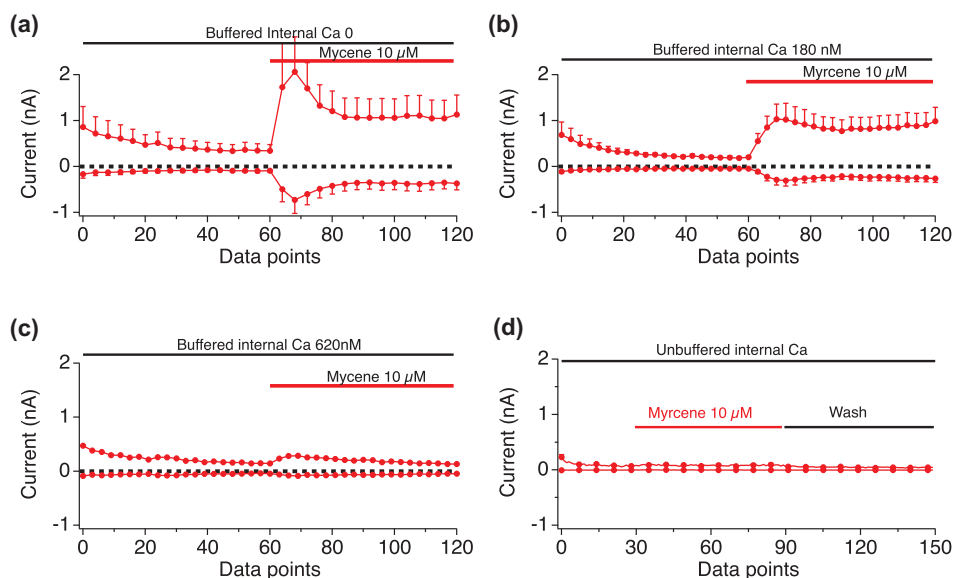 (a)
Buffered Internal Ca 0
Mycene 10 µM
2
1
0
-1
Current (nA)
0 20 40 60 80 100 120
Data points
(b)
Buffered internal Ca 180 nM
Myrcene 10 µM
2
1
0
-1
Current (nA)
0 20 40 60 80 100 120
Data points
(c)
Buffered internal Ca 620nM
Mycene 10 µM
2
1
0
-1
Current (nA)
0 20 40 60 80 100 120
Data points
(d)
Unbuffered internal Ca
Myrcene 10 µM Wash
2
1
0
-1
Current (nA)
0 30 60 90 120 150
Data points